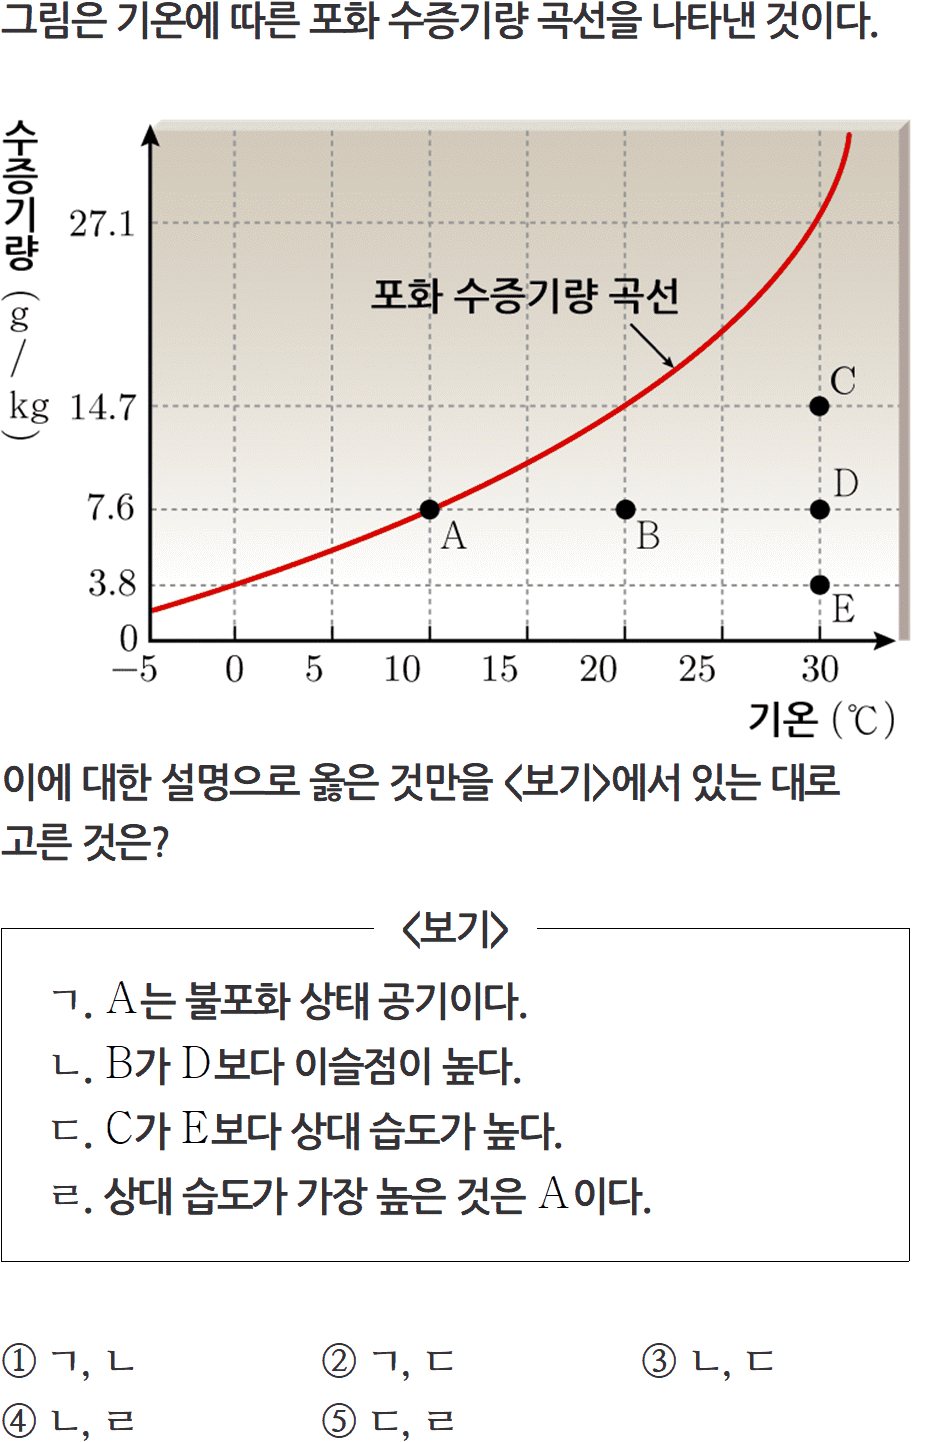 그림은 기온에 따른 포화 수증기량 곡선을 나타낸 것이다.
수증기량 (g/kg)
27.1
포화 수증기량 곡선
C
14.7
D
7.6
A
B
3.8
E
0
−5 0 5 10 15 20 25 30
기온 (℃)
이에 대한 설명으로 옳은 것만을 <보기>에서 있는 대로
고른 것은?
<보기>
ㄱ. A는 불포화 상태 공기이다.
ㄴ. B가 D보다 이슬점이 높다.
ㄷ. C가 E보다 상대 습도가 높다.
ㄹ. 상대 습도가 가장 높은 것은 A이다.
① ㄱ, ㄴ ② ㄱ, ㄷ ③ ㄴ, ㄷ
④ ㄴ, ㄹ ⑤ ㄷ, ㄹ